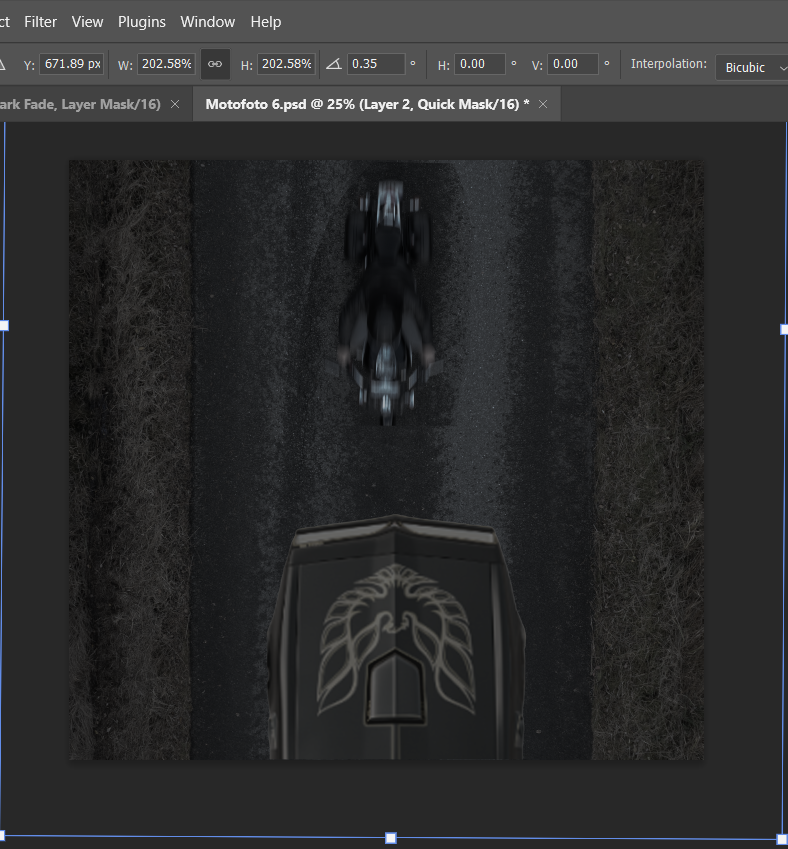 ct Filter View Plugins Window Help
Y: 671.89 px W: 202.58% H: 202.58% 0.35 ° H: 0.00 ° V: 0.00 ° Interpolation: Bicubic
ark Fade, Layer Mask/16) × Motofoto 6.psd @ 25% (Layer 2, Quick Mask/16) * ×